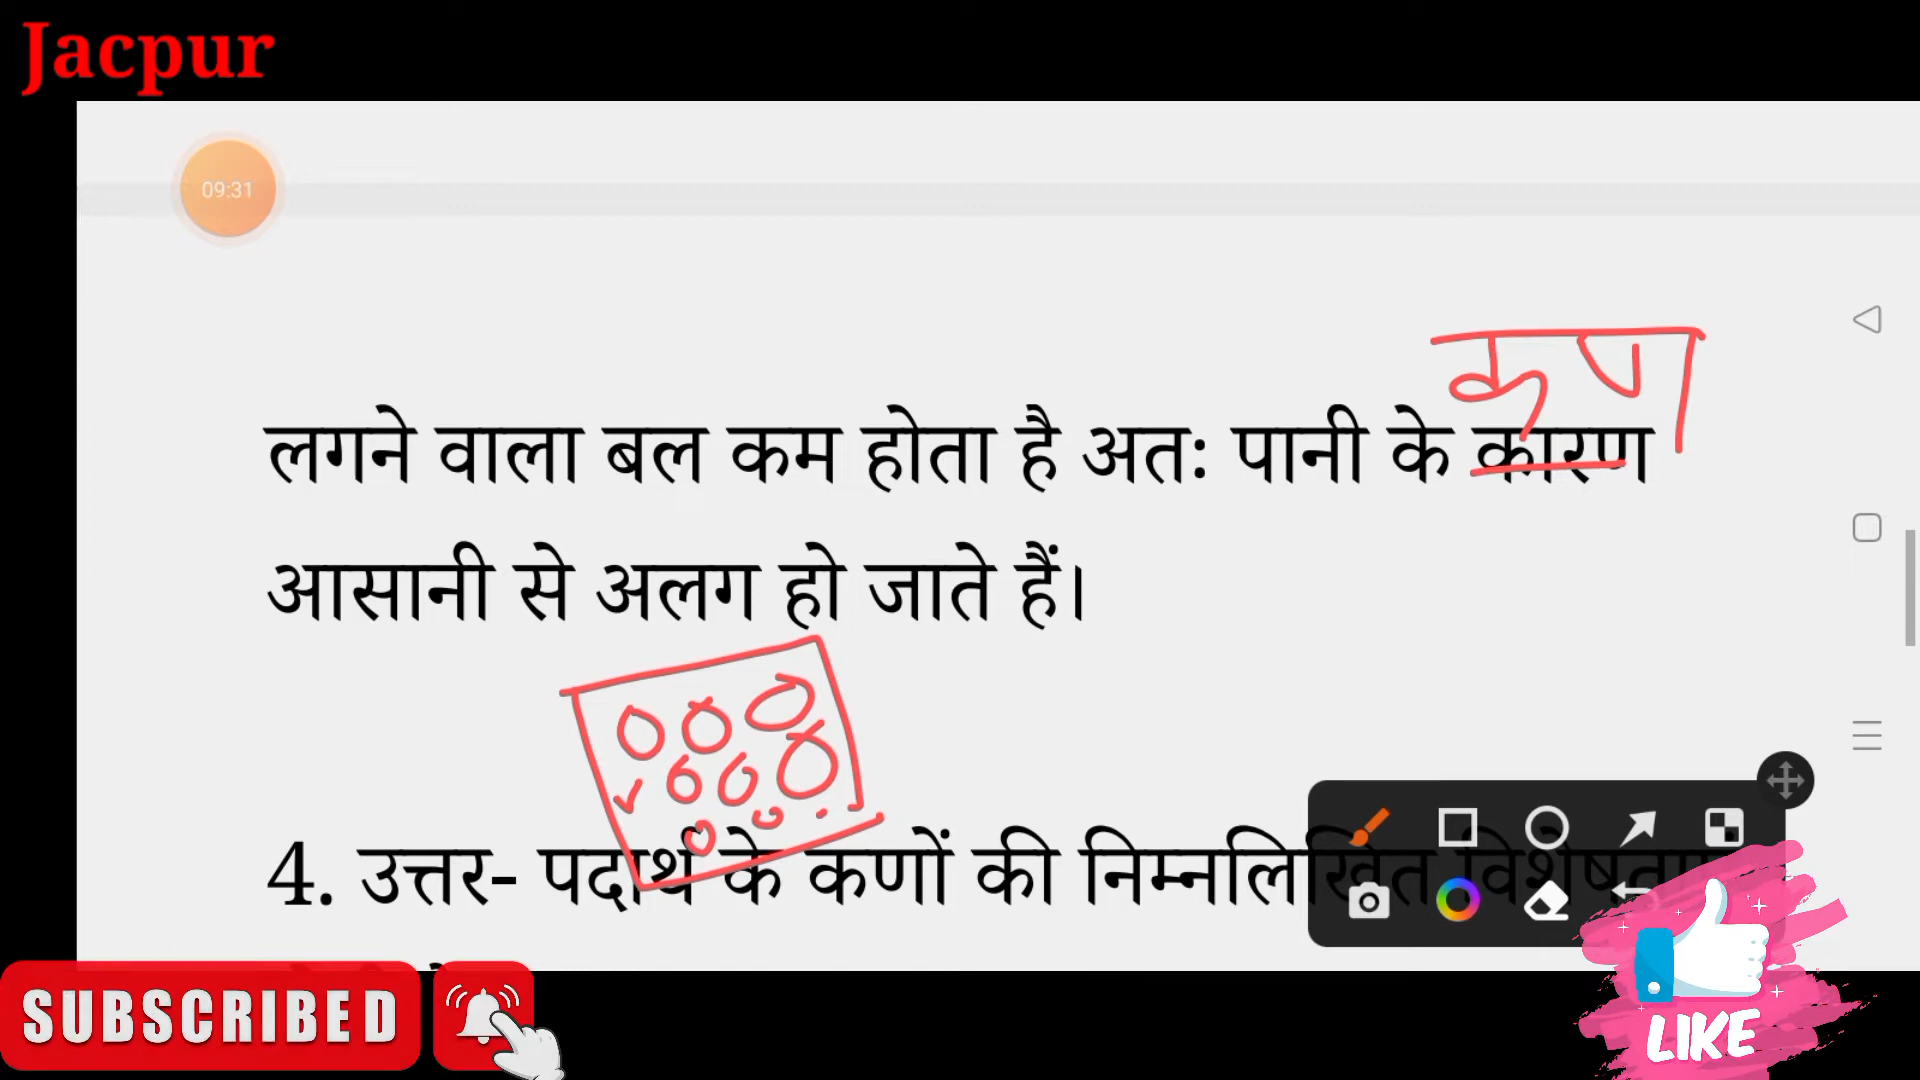 Jacpur
09:31
कण
लगने वाला बल कम होता है अतः पानी के कारण
आसानी से अलग हो जाते हैं।
4. उत्तर- पदार्थ के कणों की निम्नलिखित
SUBSCRIBED
LIKE